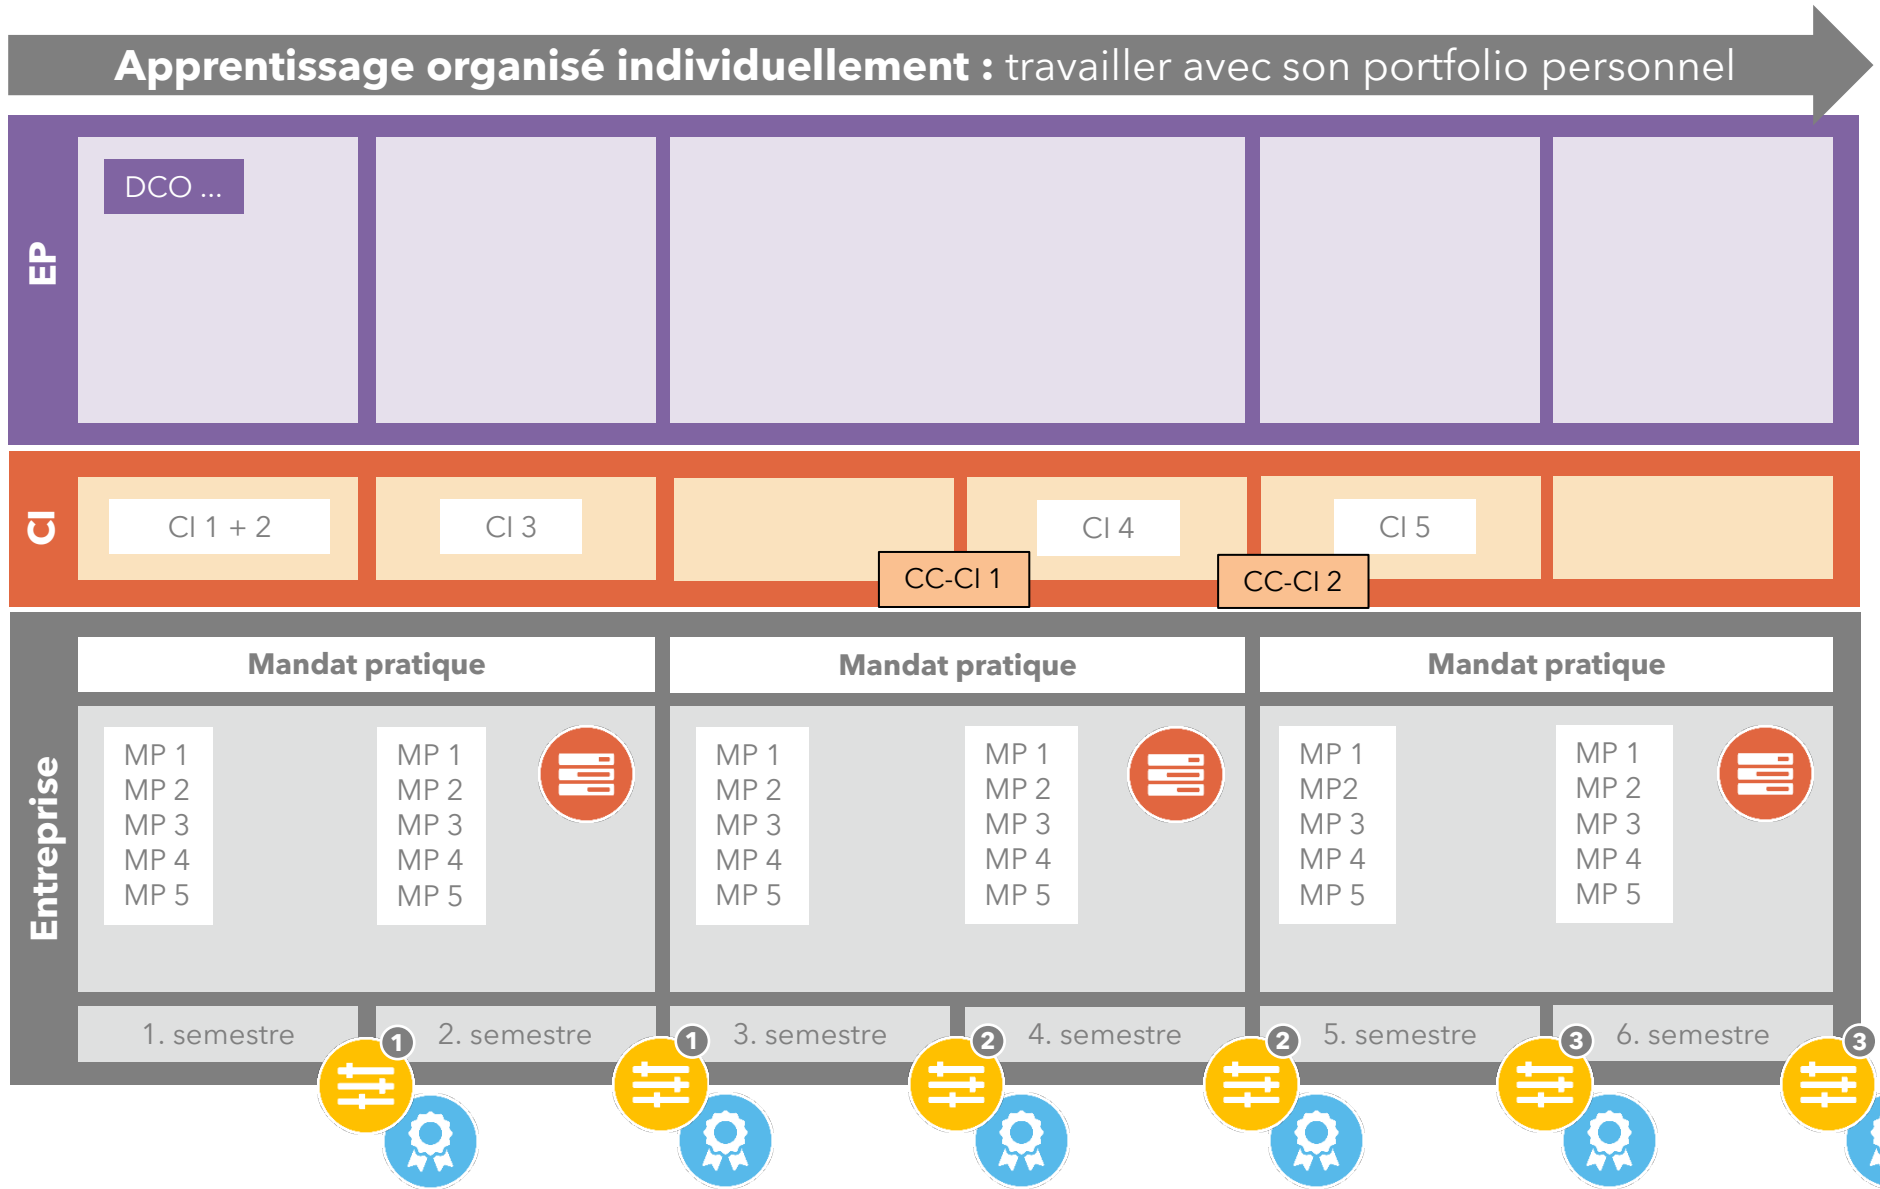 Apprentissage organisé individuellement : travailler avec son portfolio personnel
EP
DCO ...
CI
CI 1 + 2
CI 3
CI 4
CI 5
CC-CI 1
CC-CI 2
Entreprise
Mandat pratique
Mandat pratique
Mandat pratique
MP 1
MP 2
MP 3
MP 4
MP 5
MP 1
MP 2
MP 3
MP 4
MP 5
MP 1
MP 2
MP 3
MP 4
MP 5
MP 1
MP 2
MP 3
MP 4
MP 5
MP 1
MP2
MP 3
MP 4
MP 5
MP 1
MP 2
MP 3
MP 4
MP 5
1. semestre
2. semestre
3. semestre
4. semestre
5. semestre
6. semestre
1
1
2
2
3
3